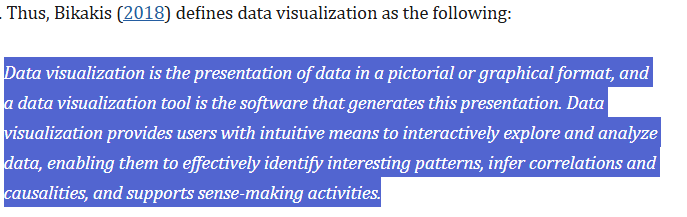 . Thus, Bikakis (2018) defines data visualization as the following:
Data visualization is the presentation of data in a pictorial or graphical format, and
a data visualization tool is the software that generates this presentation. Data
visualization provides users with intuitive means to interactively explore and analyze
data, enabling them to effectively identify interesting patterns, infer correlations and
causalities, and supports sense-making activities.